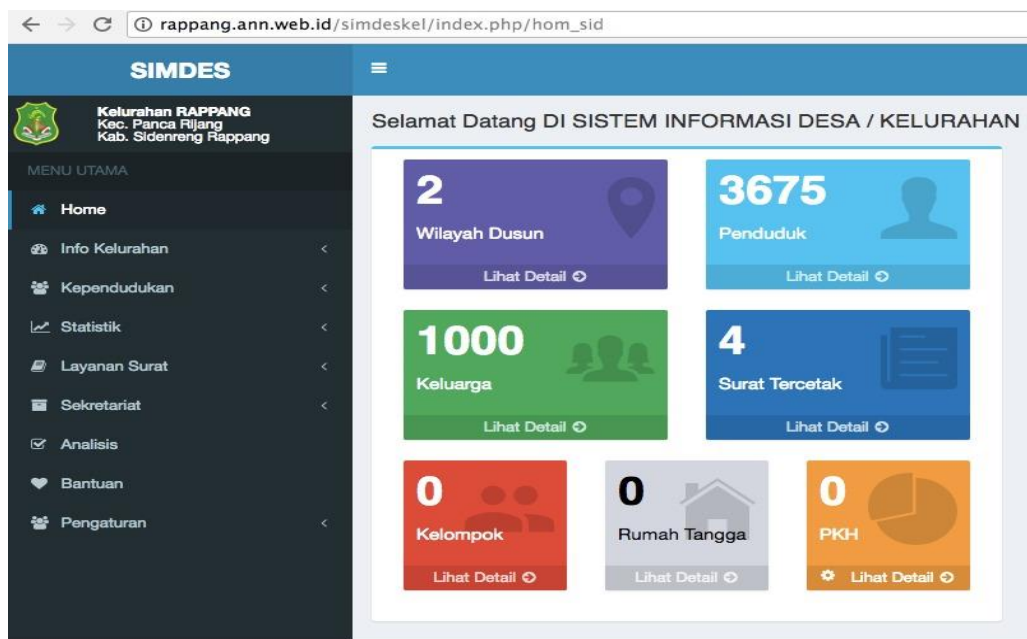 rappang.ann.web.id/simdeskel/index.php/hom_sid
SIMDES
Kelurahan RAPPANG
Kec. Panca Rijang
Kab. Sidenreng Rappang
MENU UTAMA
Home
Info Kelurahan
Kependudukan
Statistik
Layanan Surat
Sekretariat
Analisis
Bantuan
Pengaturan
Selamat Datang DI SISTEM INFORMASI DESA / KELURAHAN
2
Wilayah Dusun
Lihat Detail
3675
Penduduk
Lihat Detail
1000
Keluarga
Lihat Detail
4
Surat Tercetak
Lihat Detail
0
Kelompok
Lihat Detail
0
Rumah Tangga
Lihat Detail
0
PKH
Lihat Detail